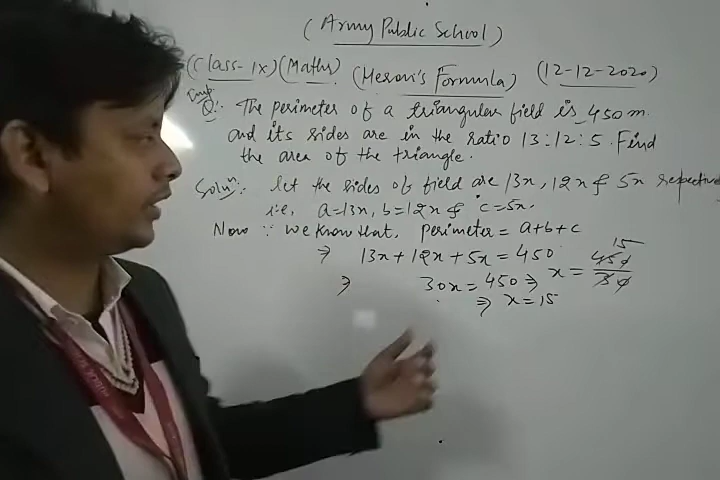 (Army Public School)
(Class-IX)(Maths) (Heron's Formula) (12-12-2020)
Imp.
Q:- The perimeter of a triangular field is 450 m.
and its sides are in the ratio 13:12:5. Find
the area of the triangle.
Soluⁿ:- let the sides of field are 13x, 12x & 5x respective
i.e, a=13x, b=12x & c=5x.
Now ∵ we know that, perimeter = a+b+c
⇒ 13x+12x+5x=450
⇒ 30x=450 ⇒ x = 450/30 15
⇒ x=15